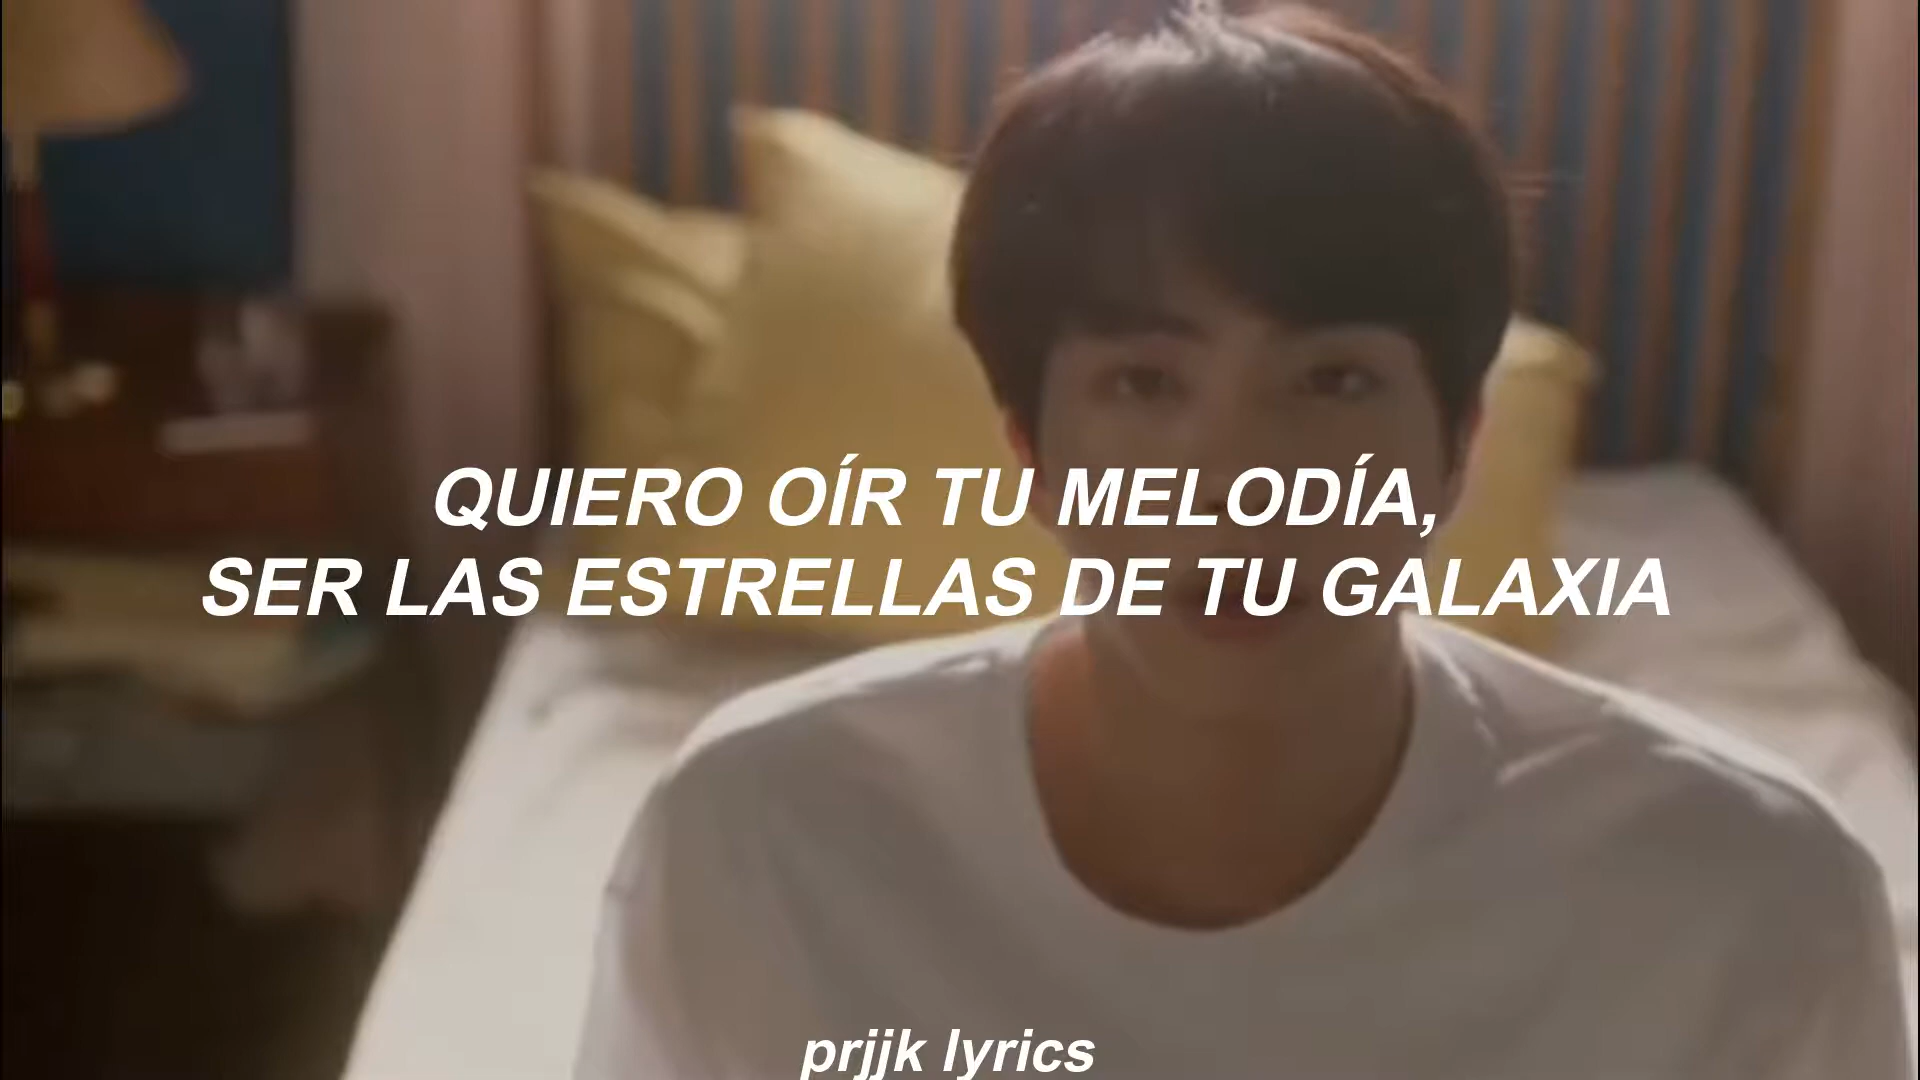 QUIERO OÍR TU MELODÍA,
SER LAS ESTRELLAS DE TU GALAXIA
prjjk lyrics